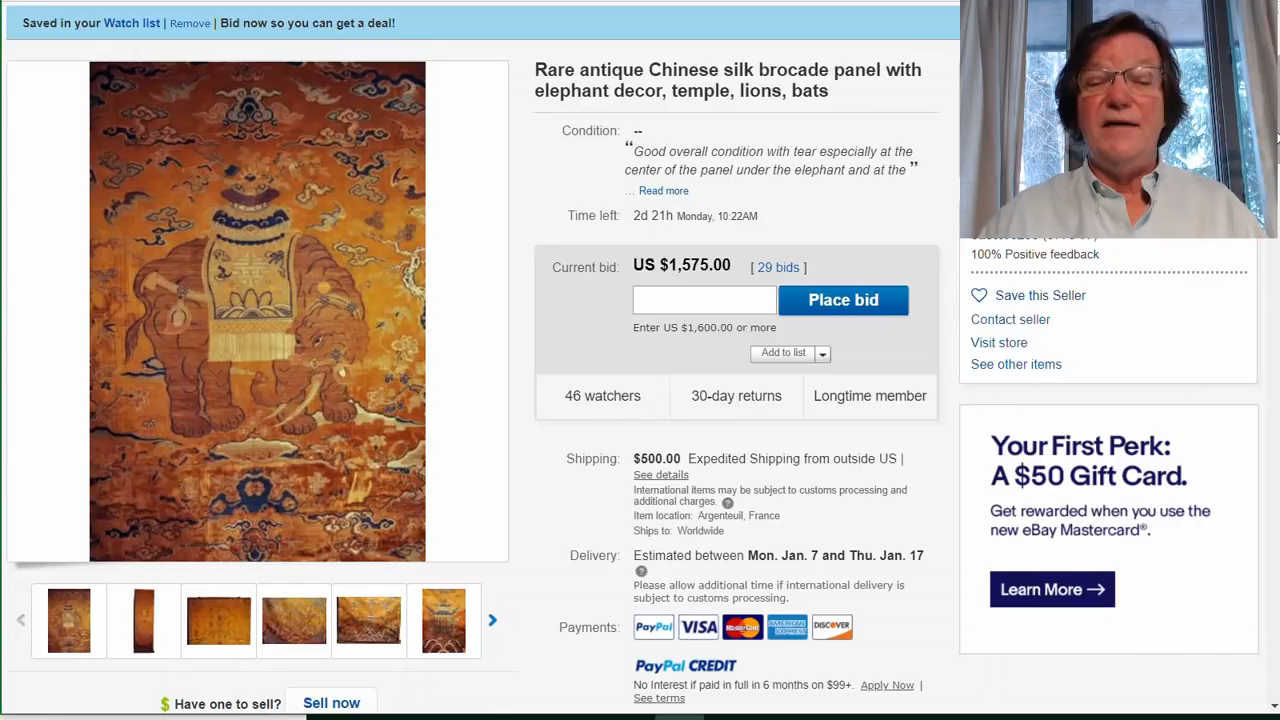 Saved in your Watch list | Remove | Bid now so you can get a deal!
Rare antique Chinese silk brocade panel with
elephant decor, temple, lions, bats
Condition: --
“Good overall condition with tear especially at the
center of the panel under the elephant and at the ”
... Read more
Time left: 2d 21h Monday, 10:22AM
Current bid: US $1,575.00 [ 29 bids ]
Place bid
Enter US $1,600.00 or more
Add to list
46 watchers 30-day returns Longtime member
Shipping: $500.00 Expedited Shipping from outside US |
See details
International items may be subject to customs processing and
additional charges. ?
Item location: Argenteuil, France
Ships to: Worldwide
Delivery: Estimated between Mon. Jan. 7 and Thu. Jan. 17
?
Please allow additional time if international delivery is
subject to customs processing.
Payments: PayPal VISA MasterCard AMERICAN EXPRESS DISCOVER
PayPal CREDIT
No Interest if paid in full in 6 months on $99+. Apply Now |
See terms
$ Have one to sell? Sell now
100% Positive feedback
Save this Seller
Contact seller
Visit store
See other items
Your First Perk:
A $50 Gift Card.
Get rewarded when you use the
new eBay Mastercard®.
Learn More →